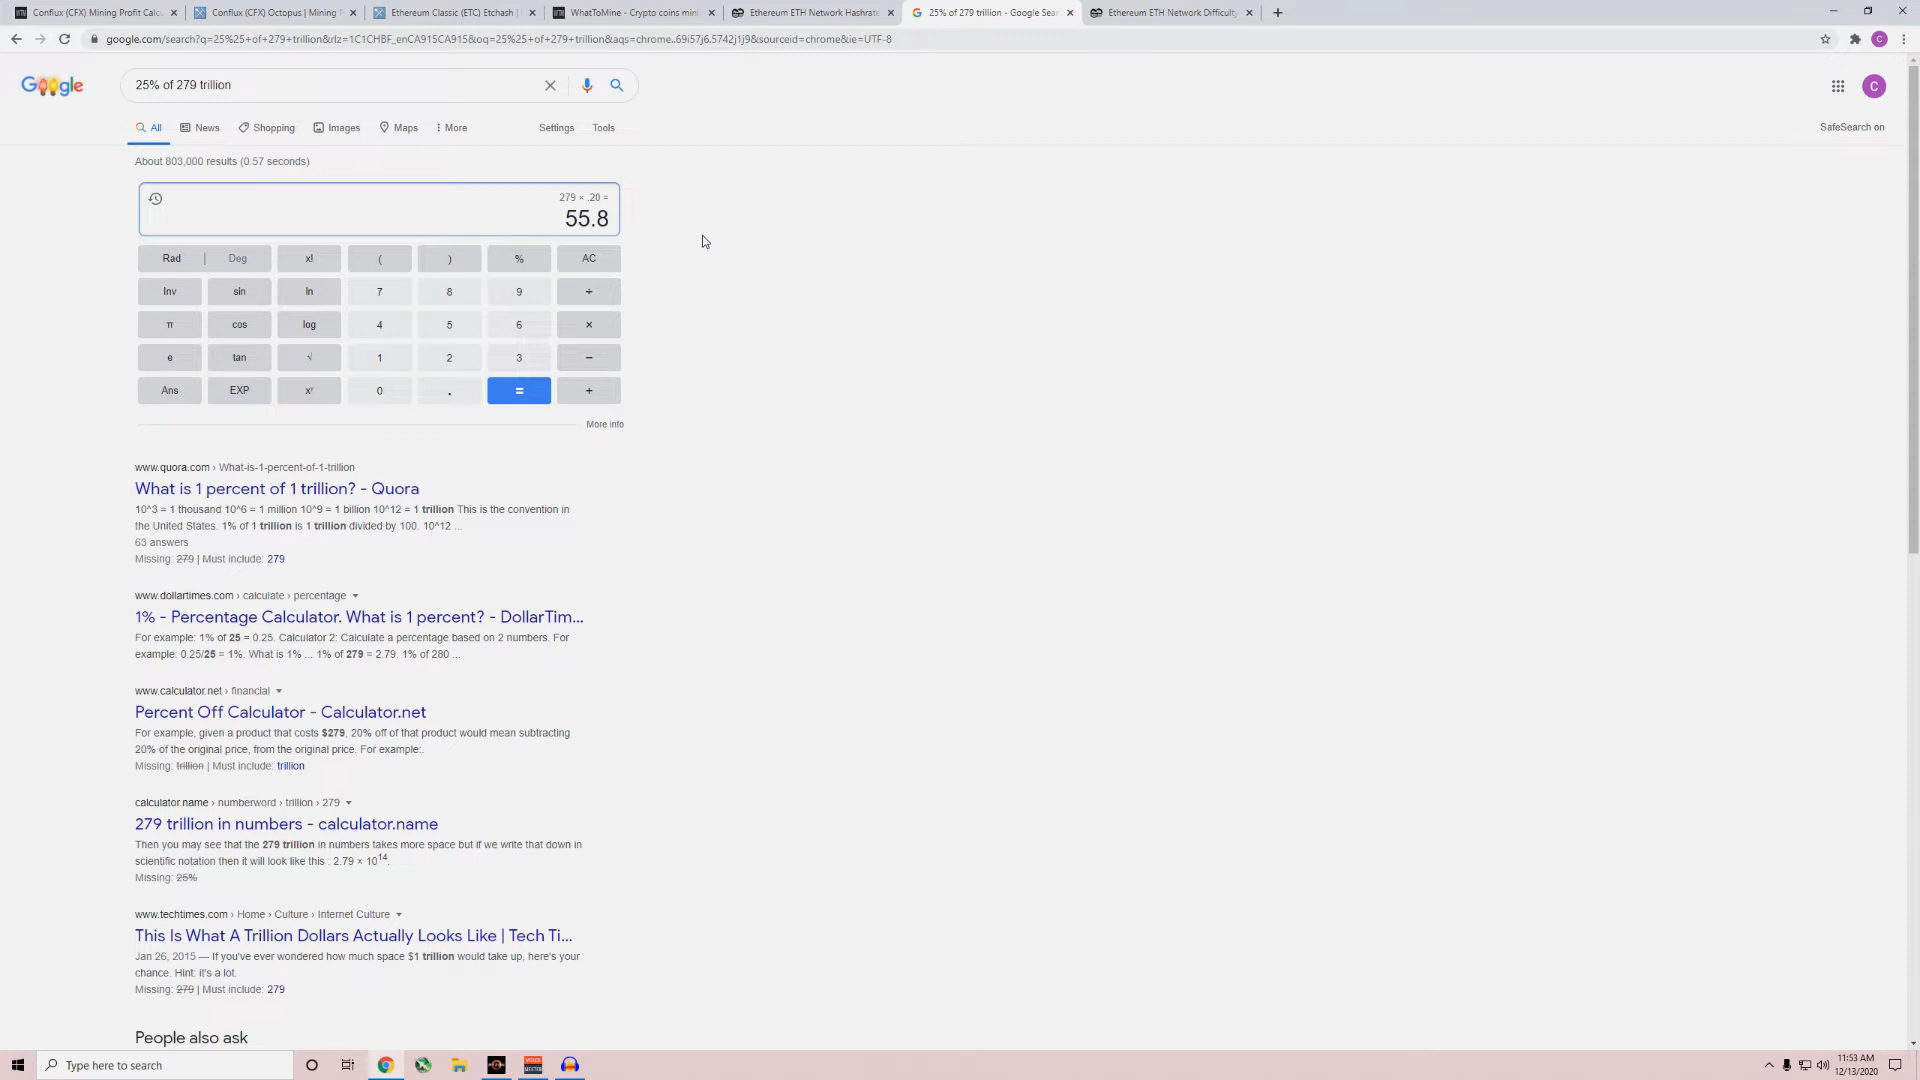 Conflux (CFX) Mining Profit Calcu
Conflux (CFX) Octopus | Mining P
Ethereum Classic (ETC) Etchash |
WhatToMine - Crypto coins mini
Ethereum ETH Network Hashrate
25% of 279 trillion - Google Sear
Ethereum ETH Network Difficulty
google.com/search?q=25%25+of+279+trillion&rlz=1C1CHBF_enCA915CA915&oq=25%25+of+279+trillion&aqs=chrome..69i57j6.5742j1j9&sourceid=chrome&ie=UTF-8
C
Google
25% of 279 trillion
C
All
News
Shopping
Images
Maps
More
Settings
Tools
SafeSearch on
About 803,000 results (0.57 seconds)
279 × .20 =
55.8
Rad | Deg x! ( ) % AC
Inv sin ln 7 8 9 ÷
π cos log 4 5 6 ×
e tan √ 1 2 3 −
Ans EXP xʸ 0 . = +
More info
www.quora.com › What-is-1-percent-of-1-trillion
What is 1 percent of 1 trillion? - Quora
10^3 = 1 thousand 10^6 = 1 million 10^9 = 1 billion 10^12 = 1 trillion This is the convention in
the United States. 1% of 1 trillion is 1 trillion divided by 100. 10^12 ...
63 answers
Missing: 279 | Must include: 279
www.dollartimes.com › calculate › percentage
1% - Percentage Calculator. What is 1 percent? - DollarTim...
For example: 1% of 25 = 0.25. Calculator 2: Calculate a percentage based on 2 numbers. For
example: 0.25/25 = 1%. What is 1% ... 1% of 279 = 2.79. 1% of 280 ...
www.calculator.net › financial
Percent Off Calculator - Calculator.net
For example, given a product that costs $279, 20% off of that product would mean subtracting
20% of the original price, from the original price. For example:.
Missing: trillion | Must include: trillion
calculator.name › numberword › trillion › 279
279 trillion in numbers - calculator.name
Then you may see that the 279 trillion in numbers takes more space but if we write that down in
scientific notation then it will look like this : 2.79 × 10¹⁴.
Missing: 25%
www.techtimes.com › Home › Culture › Internet Culture
This Is What A Trillion Dollars Actually Looks Like | Tech Ti...
Jan 26, 2015 — If you've ever wondered how much space $1 trillion would take up, here's your
chance. Hint: it's a lot.
Missing: 279 | Must include: 279
People also ask
Type here to search
11:53 AM
12/13/2020